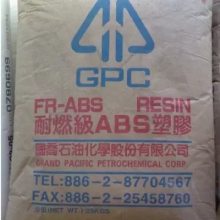 GPC
FR-ABS RESIN
耐燃級ABS塑膠
國喬石油化學股份有限公司
GRAND PACIFIC PETROCHEMICAL CORP.
TEL:886-2-87704567
FAX:886-2-25458760